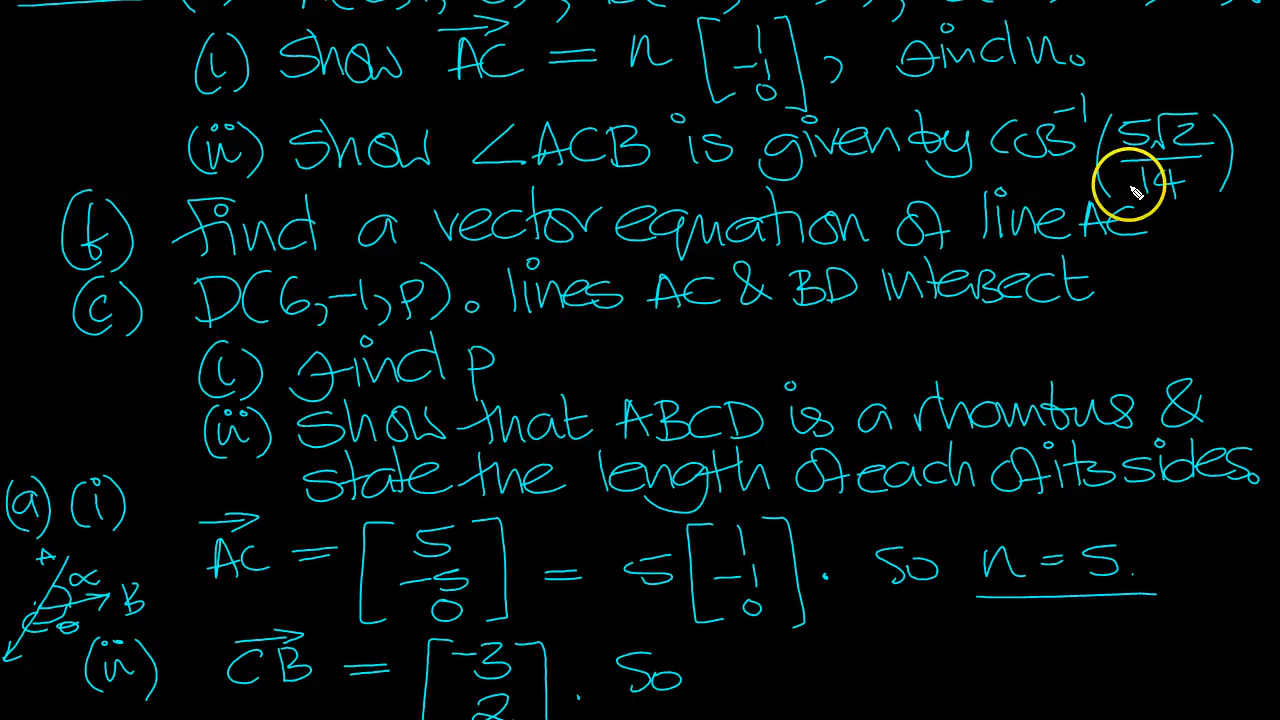 (i) Show AC = n [1 -1 0], find n.
(ii) Show ∠ACB is given by cos⁻¹(5√2/14)
(b) Find a vector equation of line AC
(c) D(6,-1,p). lines AC & BD intersect
(i) find p
(ii) Show that ABCD is a rhombus &
state the length of each of its sides.
(a) (i)
AC = [5 -5 0] = 5 [1 -1 0]. So n = 5.
A α B θ
(ii) CB = [-3 2 . So